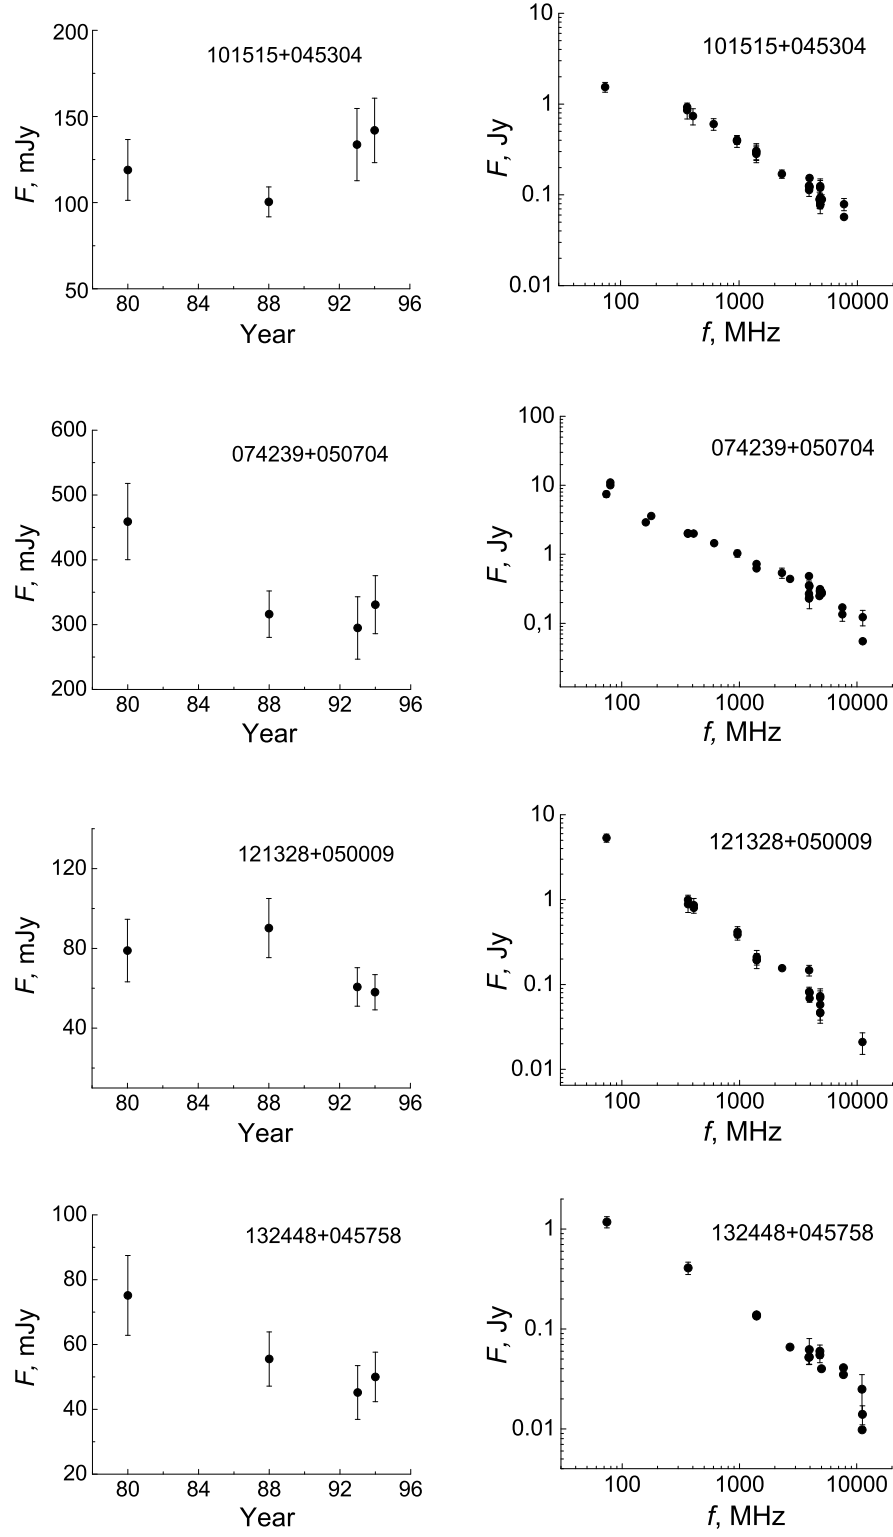 200
150
100
50
F, mJy
101515+045304
80 84 88 92 96
Year
10
1
0.1
0.01
F, Jy
101515+045304
100 1000 10000
f, MHz
600
500
400
300
200
F, mJy
074239+050704
80 84 88 92 96
Year
100
10
1
0,1
F, Jy
074239+050704
100 1000 10000
f, MHz
120
80
40
F, mJy
121328+050009
80 84 88 92 96
Year
10
1
0.1
0.01
F, Jy
121328+050009
100 1000 10000
f, MHz
100
80
60
40
20
F, mJy
132448+045758
80 84 88 92 96
Year
1
0.1
0.01
F, Jy
132448+045758
100 1000 10000
f, MHz